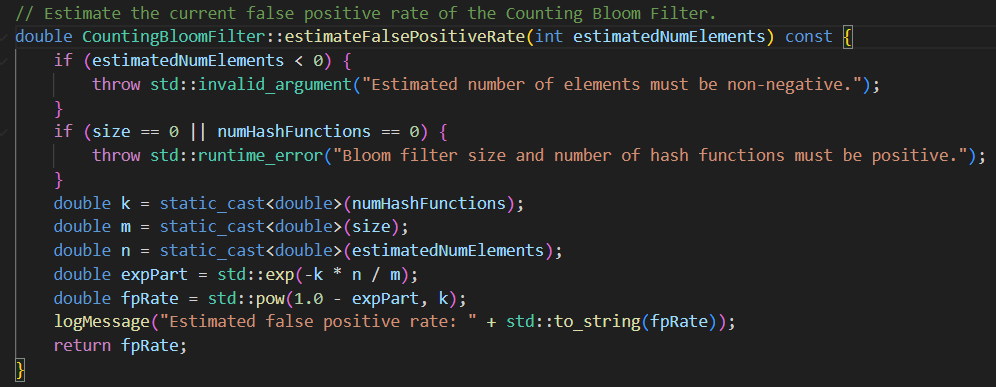 // Estimate the current false positive rate of the Counting Bloom Filter.
double CountingBloomFilter::estimateFalsePositiveRate(int estimatedNumElements) const {
    if (estimatedNumElements < 0) {
        throw std::invalid_argument("Estimated number of elements must be non-negative.");
    }
    if (size == 0 || numHashFunctions == 0) {
        throw std::runtime_error("Bloom filter size and number of hash functions must be positive.");
    }
    double k = static_cast<double>(numHashFunctions);
    double m = static_cast<double>(size);
    double n = static_cast<double>(estimatedNumElements);
    double expPart = std::exp(-k * n / m);
    double fpRate = std::pow(1.0 - expPart, k);
    logMessage("Estimated false positive rate: " + std::to_string(fpRate));
    return fpRate;
}